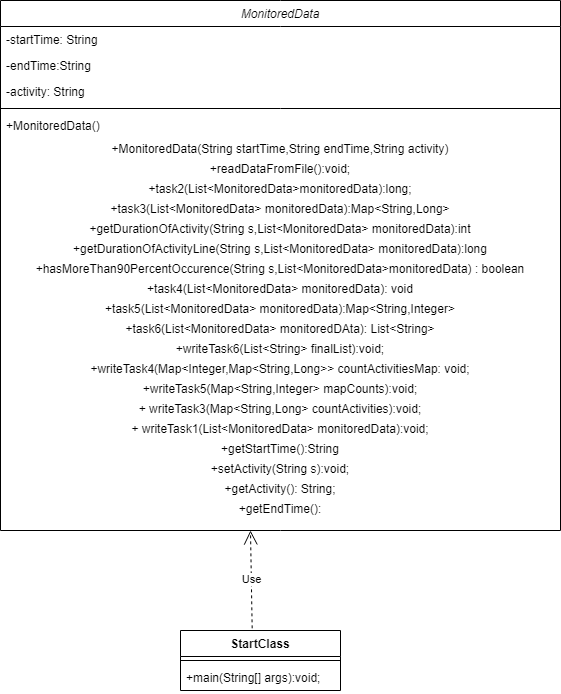 MonitoredData
-startTime: String
-endTime:String
-activity: String
+MonitoredData()
+MonitoredData(String startTime,String endTime,String activity)
+readDataFromFile():void;
+task2(List<MonitoredData>monitoredData):long;
+task3(List<MonitoredData> monitoredData):Map<String,Long>
+getDurationOfActivity(String s,List<MonitoredData> monitoredData):int
+getDurationOfActivityLine(String s,List<MonitoredData> monitoredData):long
+hasMoreThan90PercentOccurence(String s,List<MonitoredData>monitoredData) : boolean
+task4(List<MonitoredData> monitoredData): void
+task5(List<MonitoredData> monitoredData):Map<String,Integer>
+task6(List<MonitoredData> monitoredDAta): List<String>
+writeTask6(List<String> finalList):void;
+writeTask4(Map<Integer,Map<String,Long>> countActivitiesMap: void;
+writeTask5(Map<String,Integer> mapCounts):void;
+ writeTask3(Map<String,Long> countActivities):void;
+ writeTask1(List<MonitoredData> monitoredData):void;
+getStartTime():String
+setActivity(String s):void;
+getActivity(): String;
+getEndTime():
Use
StartClass
+main(String[] args):void;